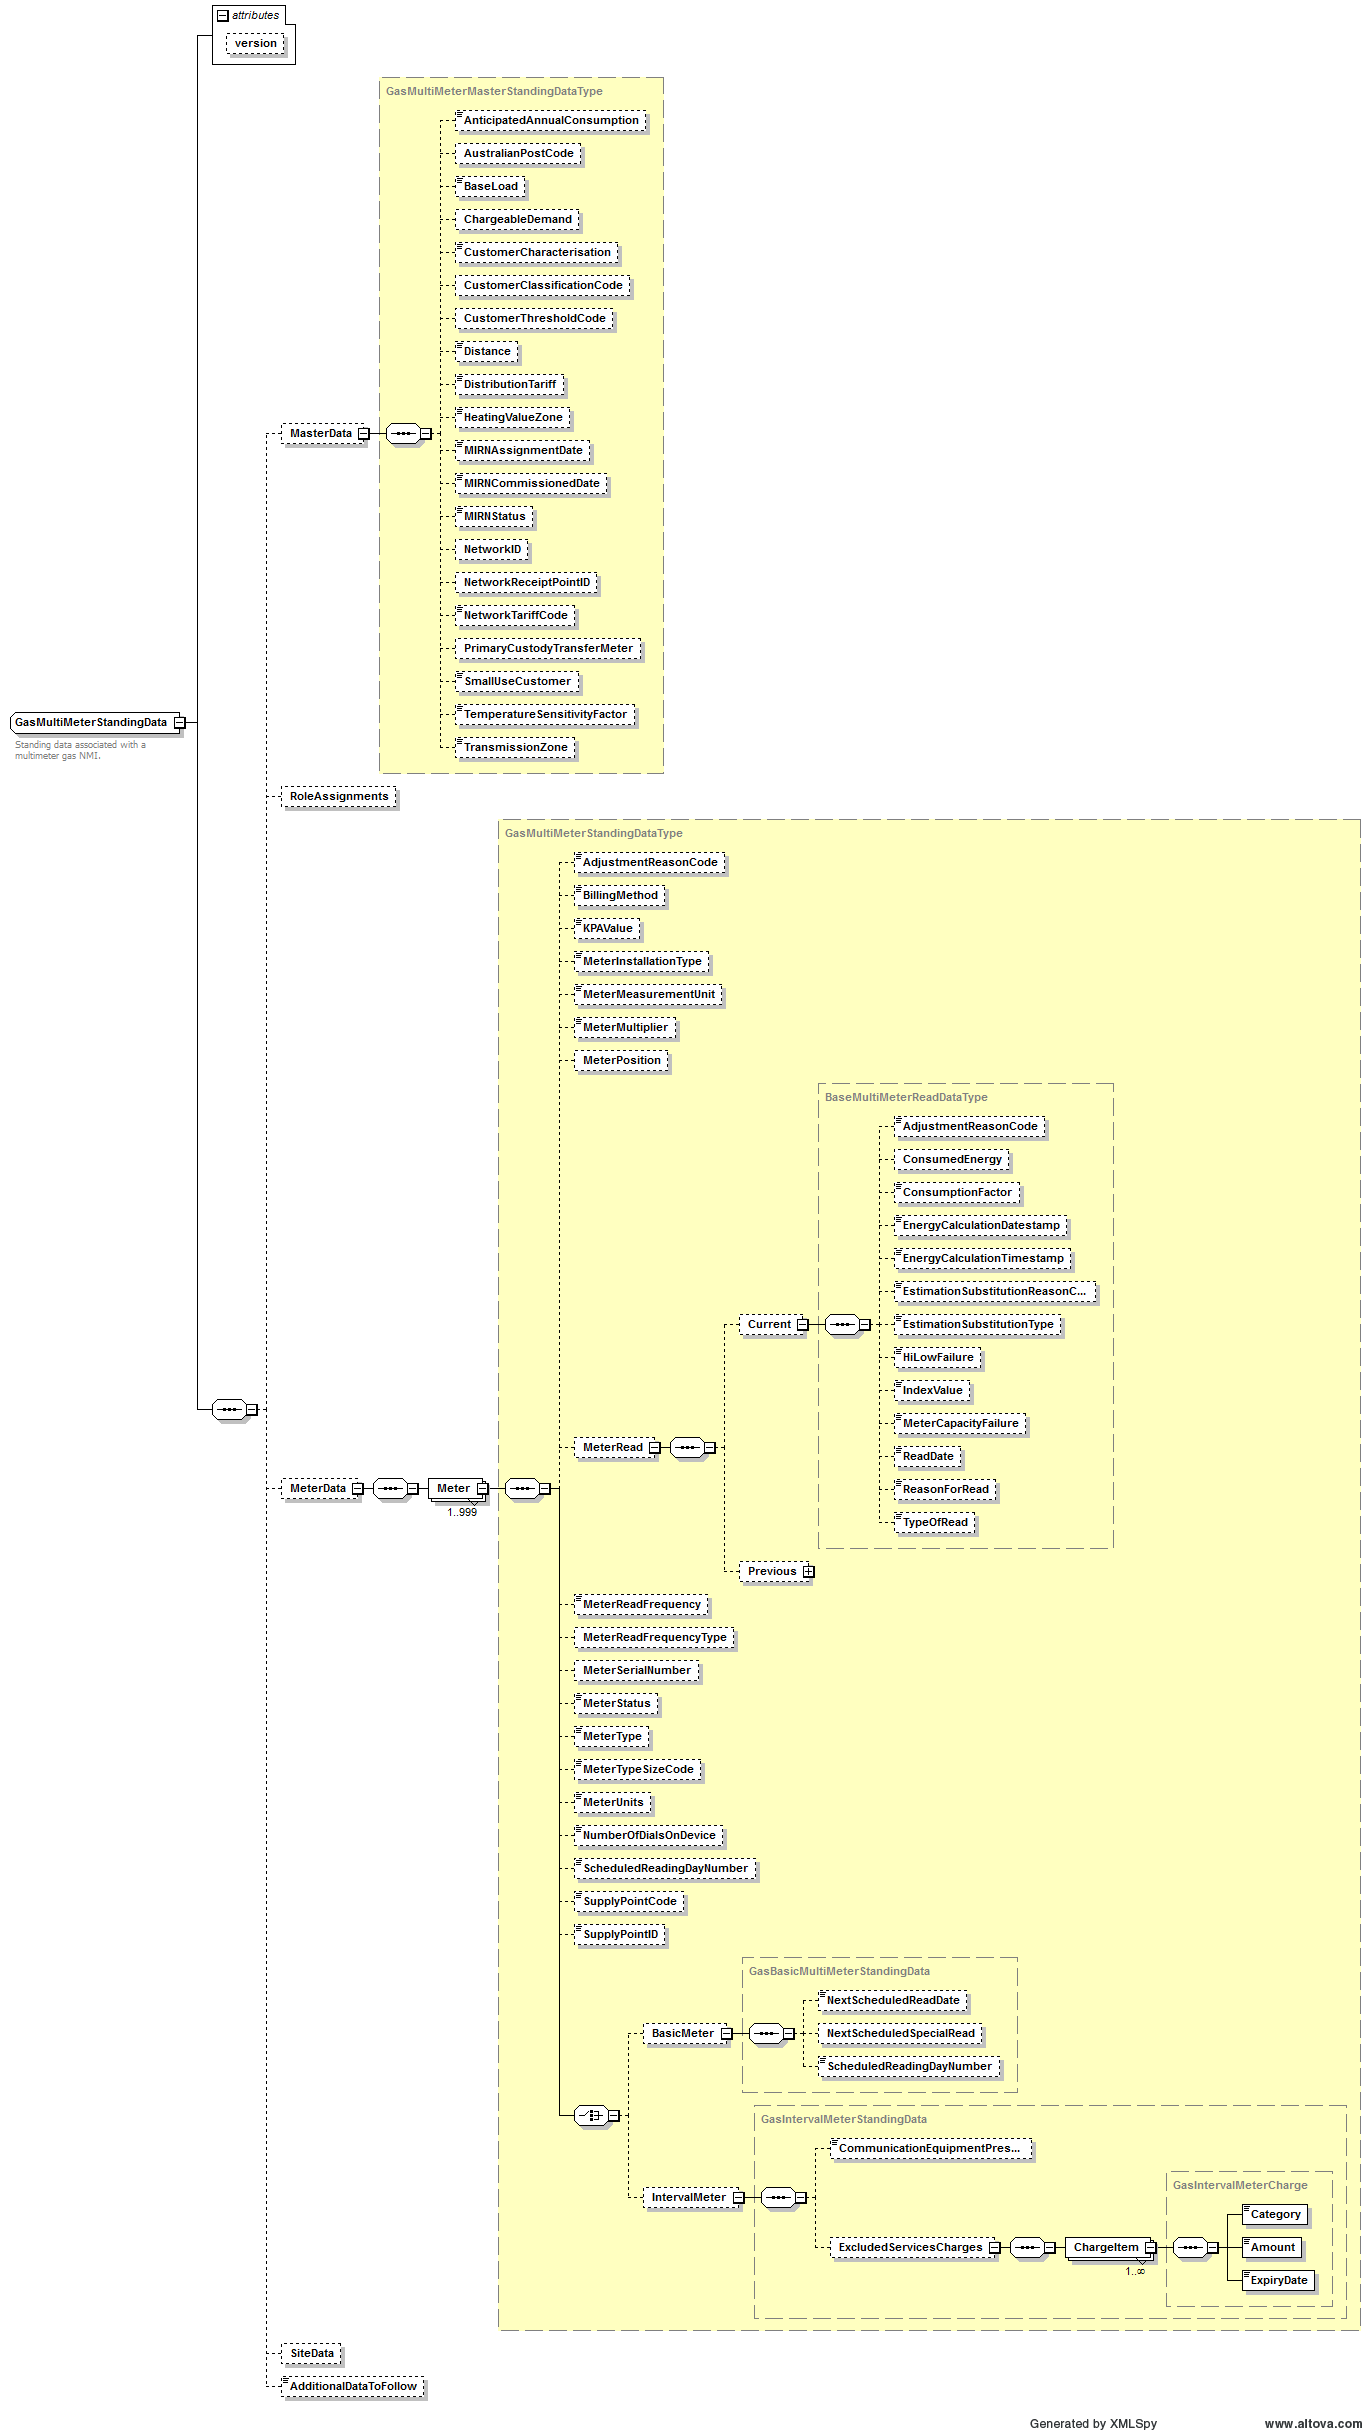 attributes
version
GasMultiMeterMasterStandingDataType
AnticipatedAnnualConsumption
AustralianPostCode
BaseLoad
ChargeableDemand
CustomerCharacterisation
CustomerClassificationCode
CustomerThresholdCode
Distance
DistributionTariff
HeatingValueZone
MasterData
MIRNAssignmentDate
MIRNCommissionedDate
MIRNStatus
NetworkID
NetworkReceiptPointID
NetworkTariffCode
PrimaryCustodyTransferMeter
SmallUseCustomer
TemperatureSensitivityFactor
TransmissionZone
GasMultiMeterStandingData
Standing data associated with a
multimeter gas NMI.
RoleAssignments
GasMultiMeterStandingDataType
AdjustmentReasonCode
BillingMethod
KPAValue
MeterInstallationType
MeterMeasurementUnit
MeterMultiplier
MeterPosition
BaseMultiMeterReadDataType
AdjustmentReasonCode
ConsumedEnergy
ConsumptionFactor
EnergyCalculationDatestamp
EnergyCalculationTimestamp
EstimationSubstitutionReasonC...
Current
EstimationSubstitutionType
HiLowFailure
IndexValue
MeterCapacityFailure
MeterRead
ReadDate
ReasonForRead
TypeOfRead
MeterData
Meter
1..999
Previous
MeterReadFrequency
MeterReadFrequencyType
MeterSerialNumber
MeterStatus
MeterType
MeterTypeSizeCode
MeterUnits
NumberOfDialsOnDevice
ScheduledReadingDayNumber
SupplyPointCode
SupplyPointID
GasBasicMultiMeterStandingData
NextScheduledReadDate
BasicMeter
NextScheduledSpecialRead
ScheduledReadingDayNumber
GasIntervalMeterStandingData
CommunicationEquipmentPres...
IntervalMeter
GasIntervalMeterCharge
Category
ExcludedServicesCharges
ChargeItem
1..∞
Amount
ExpiryDate
SiteData
AdditionalDataToFollow
Generated by XMLSpy
www.altova.com